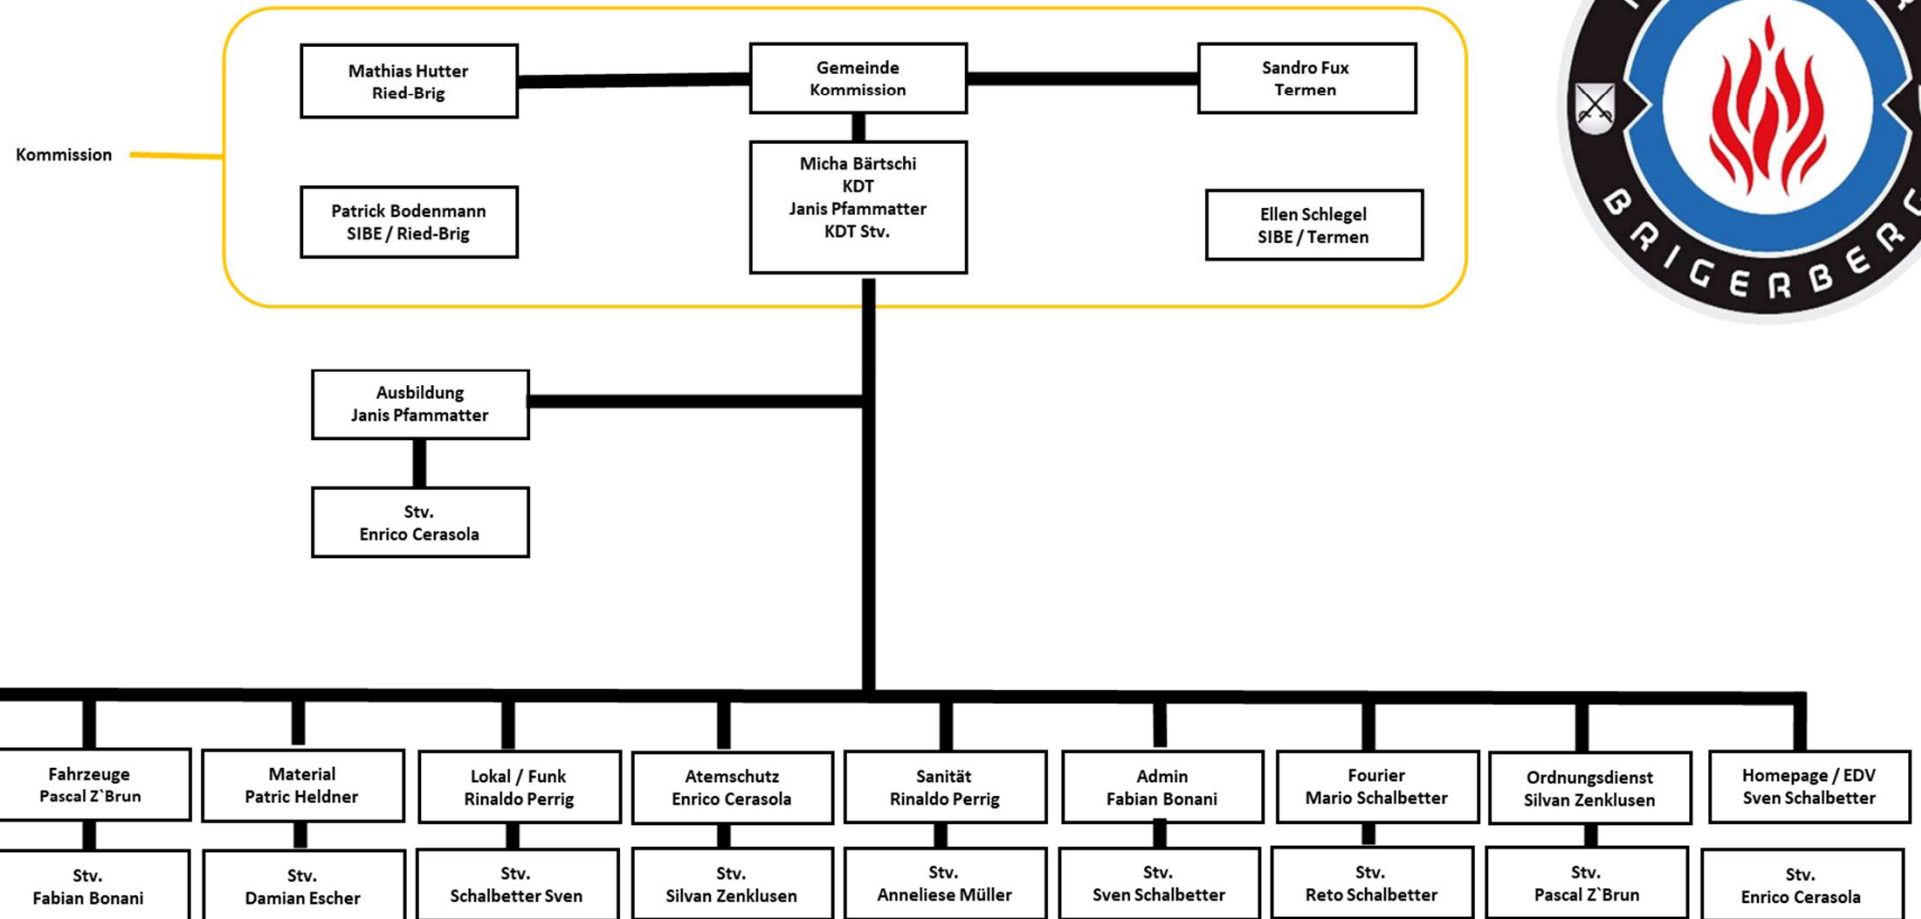 Mathias Hutter
Ried-Brig
Gemeinde
Kommission
Sandro Fux
Termen
Kommission
Micha Bärtschi
KDT
Janis Pfammatter
KDT Stv.
Patrick Bodenmann
SIBE / Ried-Brig
Ellen Schlegel
SIBE / Termen
Ausbildung
Janis Pfammatter
Stv.
Enrico Cerasola
Fahrzeuge
Pascal Z`Brun
Material
Patric Heldner
Lokal / Funk
Rinaldo Perrig
Atemschutz
Enrico Cerasola
Sanität
Rinaldo Perrig
Admin
Fabian Bonani
Fourier
Mario Schalbetter
Ordnungsdienst
Silvan Zenklusen
Homepage / EDV
Sven Schalbetter
Stv.
Fabian Bonani
Stv.
Damian Escher
Stv.
Schalbetter Sven
Stv.
Silvan Zenklusen
Stv.
Anneliese Müller
Stv.
Sven Schalbetter
Stv.
Reto Schalbetter
Stv.
Pascal Z`Brun
Stv.
Enrico Cerasola